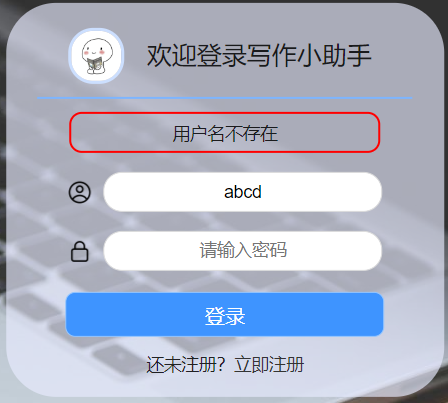 欢迎登录写作小助手
用户名不存在
abcd
请输入密码
登录
还未注册？立即注册